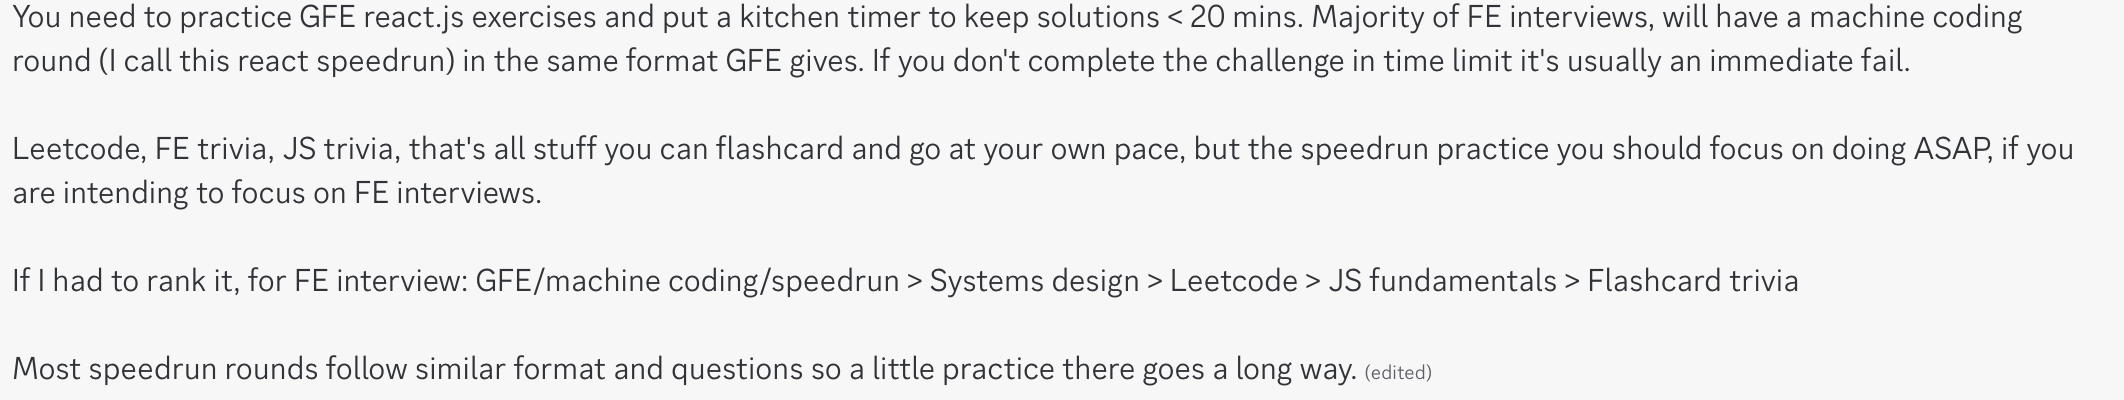 You need to practice GFE react.js exercises and put a kitchen timer to keep solutions < 20 mins. Majority of FE interviews, will have a machine coding
round (I call this react speedrun) in the same format GFE gives. If you don't complete the challenge in time limit it's usually an immediate fail.
Leetcode, FE trivia, JS trivia, that's all stuff you can flashcard and go at your own pace, but the speedrun practice you should focus on doing ASAP, if you
are intending to focus on FE interviews.
If I had to rank it, for FE interview: GFE/machine coding/speedrun > Systems design > Leetcode > JS fundamentals > Flashcard trivia
Most speedrun rounds follow similar format and questions so a little practice there goes a long way. (edited)